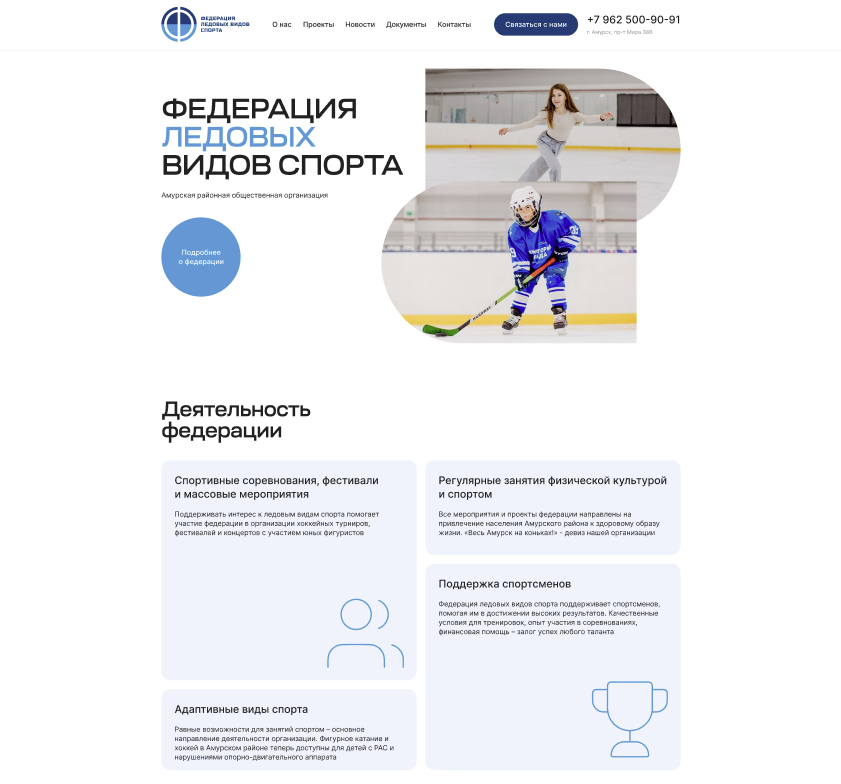 ФЕДЕРАЦИЯ
ЛЕДОВЫХ ВИДОВ
СПОРТА
О нас
Проекты
Новости
Документы
Контакты
Связаться с нами
+7 962 500-90-91
г. Амурск, пр-т Мира 38б
ФЕДЕРАЦИЯ
ЛЕДОВЫХ
ВИДОВ СПОРТА
Амурская районная общественная организация
Подробнее
о федерации
Деятельность
федерации
Спортивные соревнования, фестивали
и массовые мероприятия
Поддерживать интерес к ледовым видам спорта помогает
участие федерации в организации хоккейных турниров,
фестивалей и концертов с участием юных фигуристов
Регулярные занятия физической культурой
и спортом
Все мероприятия и проекты федерации направлены на
привлечение населения Амурского района к здоровому образу
жизни. «Весь Амурск на коньках!» - девиз нашей организации
Поддержка спортсменов
Федерация ледовых видов спорта поддерживает спортсменов,
помогая им в достижении высоких результатов. Качественные
условия для тренировок, опыт участия в соревнованиях,
финансовая помощь – залог успех любого таланта
Адаптивные виды спорта
Равные возможности для занятий спортом – основное
направление деятельности организации. Фигурное катание и
хоккей в Амурском районе теперь доступны для детей с РАС и
нарушениями опорно-двигательного аппарата